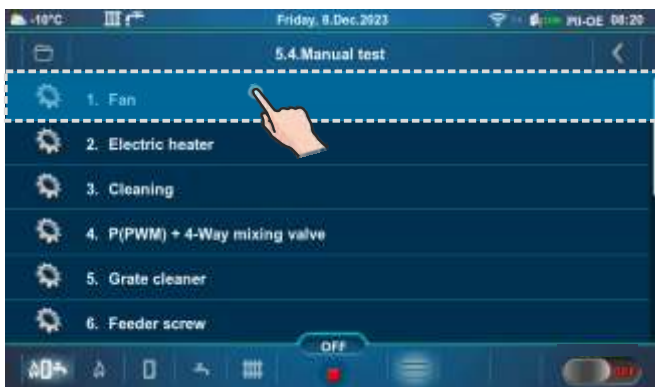 -10°C Friday, 8.Dec.2023 PU-OE 08:20
5.4.Manual test
1. Fan
2. Electric heater
3. Cleaning
4. P(PWM) + 4-Way mixing valve
5. Grate cleaner
6. Feeder screw
OFF
OFF